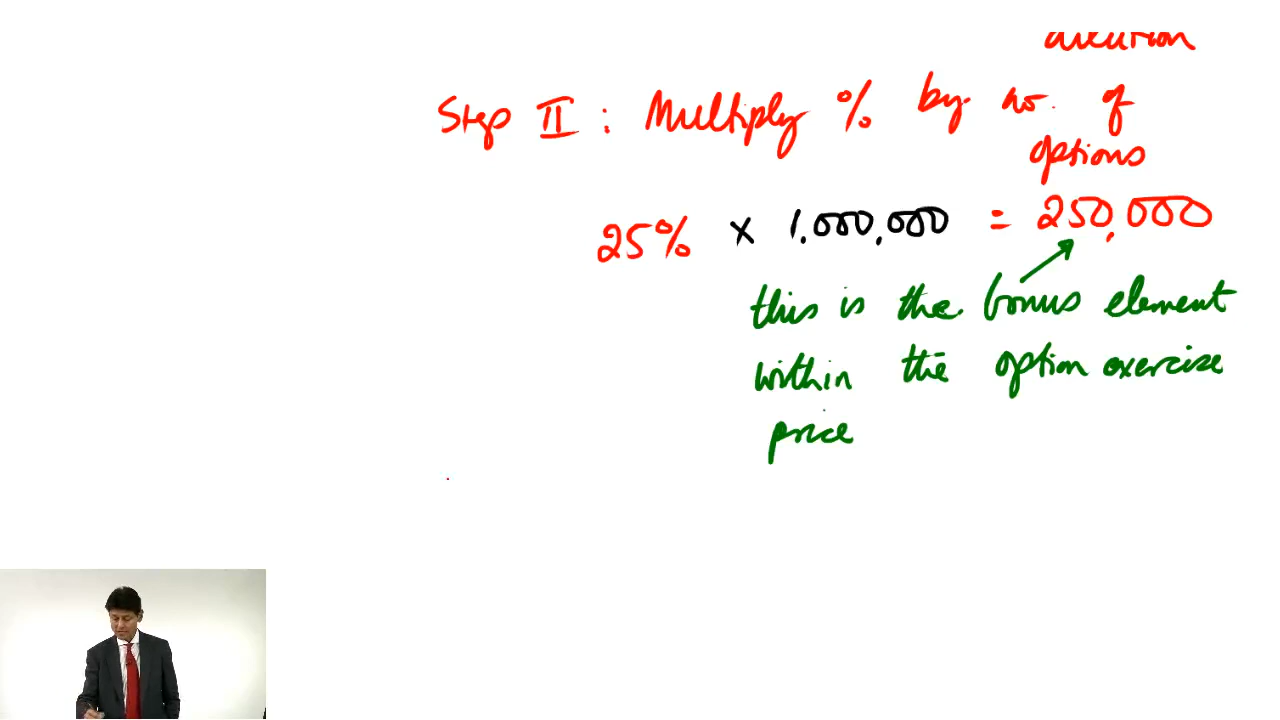 Step II : Multiply % by no. of
options
25% x 1.000,000 = 250,000
this is the bonus element
within the option exercise
price